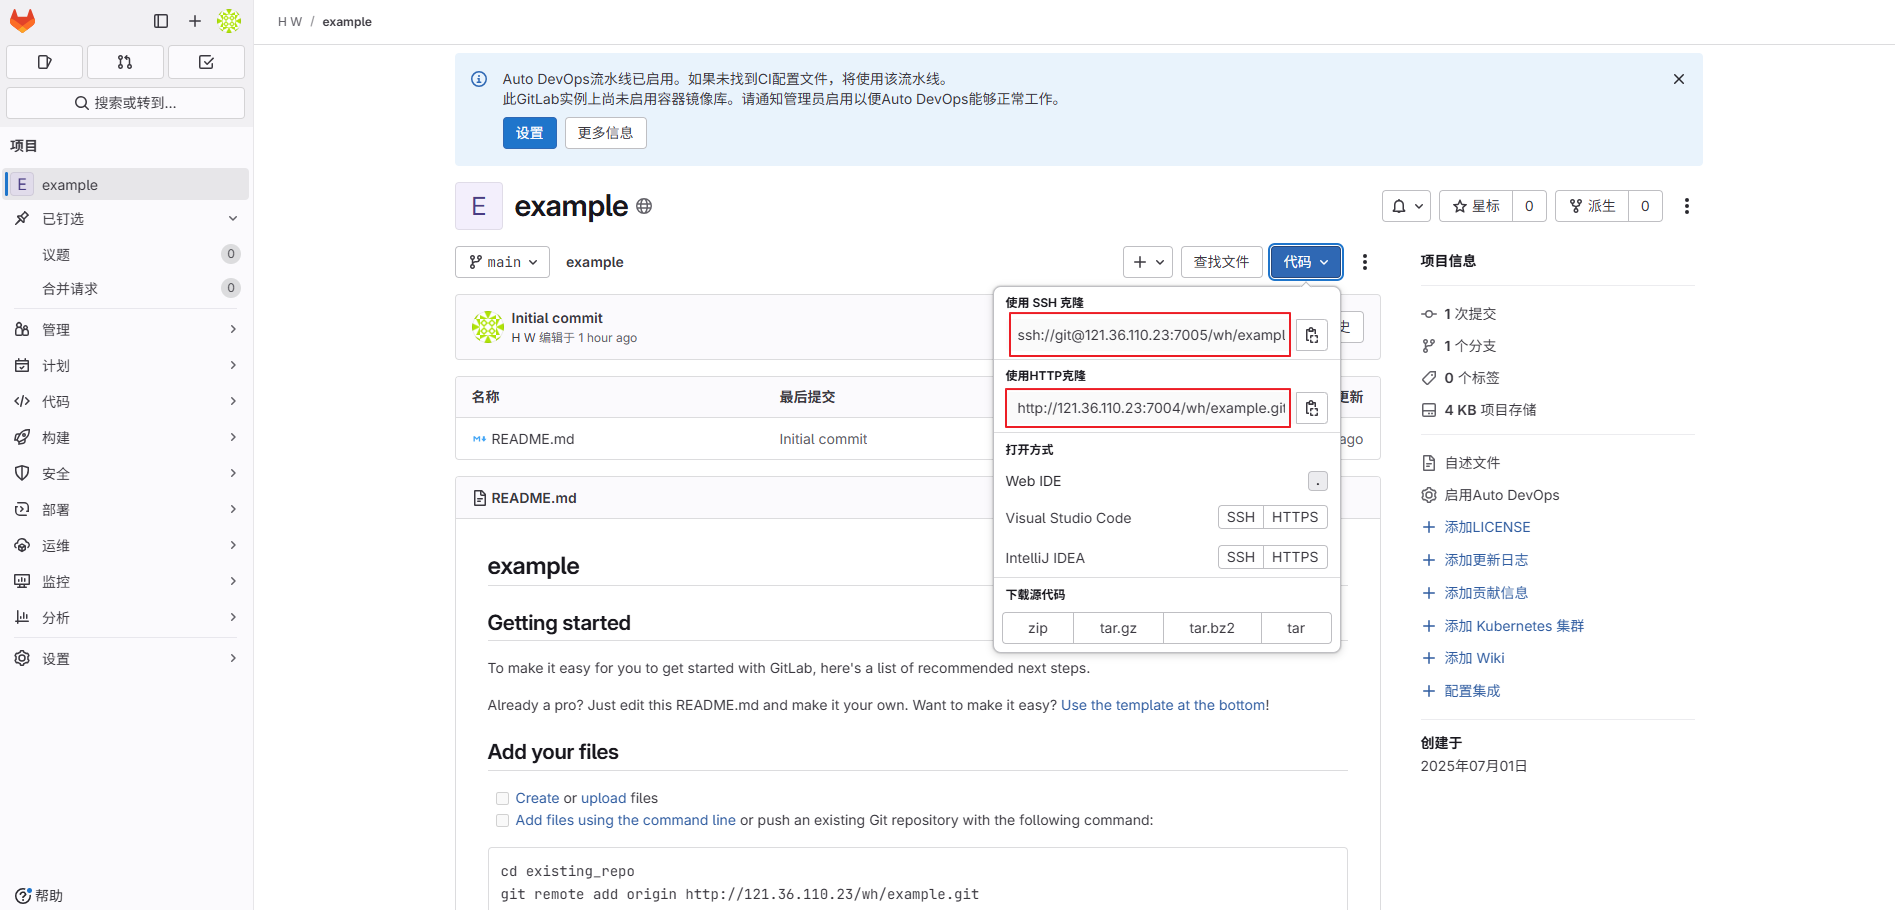 H W / example
搜索或转到...
项目
E example
已钉选
议题 0
合并请求 0
管理
计划
代码
构建
安全
部署
运维
监控
分析
设置
帮助
Auto DevOps流水线已启用。如果未找到CI配置文件，将使用该流水线。
此GitLab实例上尚未启用容器镜像库。请通知管理员启用以便Auto DevOps能够正常工作。
设置 更多信息
E example
星标 0 派生 0
main example
查找文件 代码
Initial commit
H W 编辑于 1 hour ago
史
名称 最后提交 更新
README.md Initial commit ago
使用 SSH 克隆
ssh://git@121.36.110.23:7005/wh/exampl
使用HTTP克隆
http://121.36.110.23:7004/wh/example.git
打开方式
Web IDE .
Visual Studio Code SSH HTTPS
IntelliJ IDEA SSH HTTPS
下载源代码
zip tar.gz tar.bz2 tar
README.md
example
Getting started
To make it easy for you to get started with GitLab, here's a list of recommended next steps.
Already a pro? Just edit this README.md and make it your own. Want to make it easy? Use the template at the bottom!
Add your files
Create or upload files
Add files using the command line or push an existing Git repository with the following command:
cd existing_repo
git remote add origin http://121.36.110.23/wh/example.git
项目信息
1 次提交
1 个分支
0 个标签
4 KB 项目存储
自述文件
启用Auto DevOps
添加LICENSE
添加更新日志
添加贡献信息
添加 Kubernetes 集群
添加 Wiki
配置集成
创建于
2025年07月01日